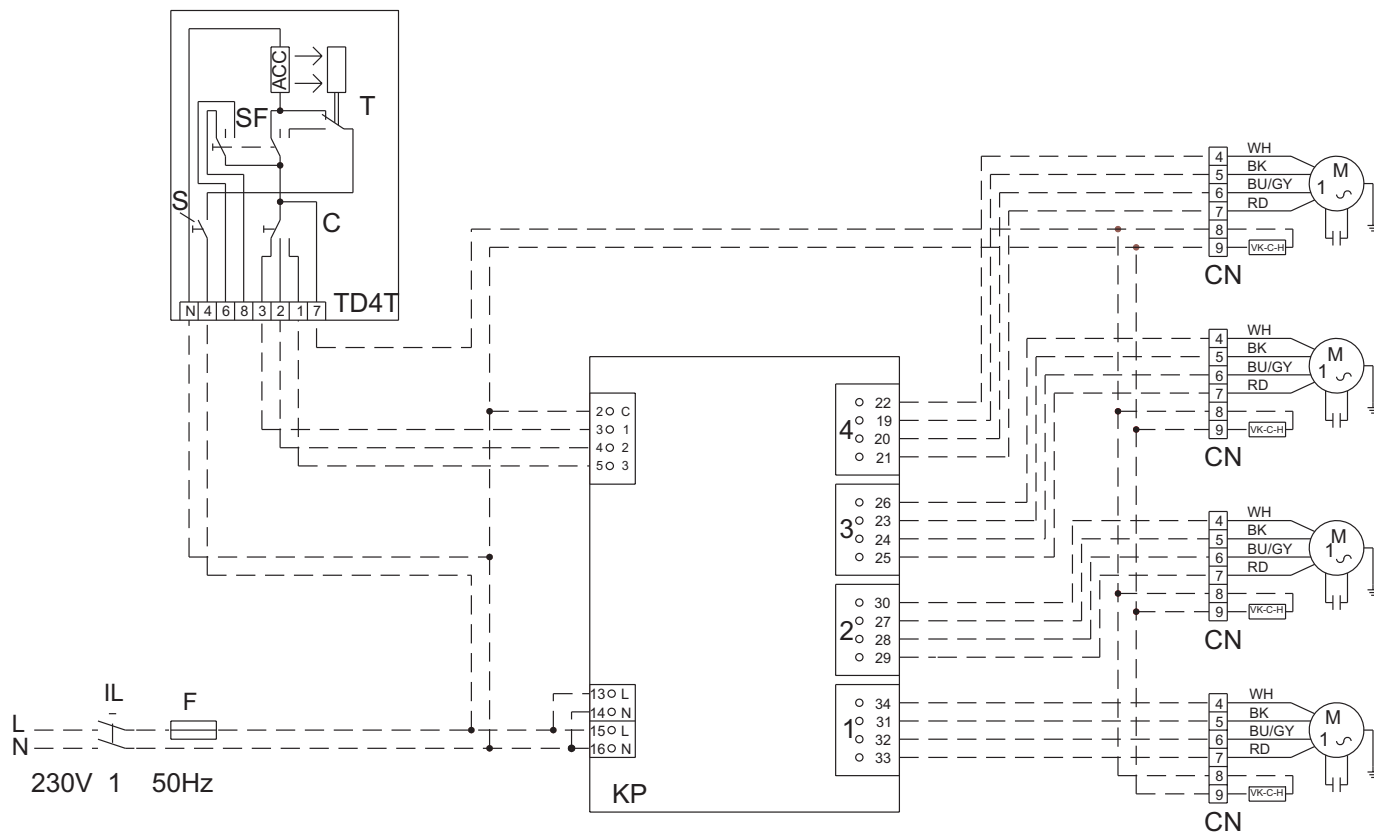 ACC
T
SF
S
C
TD4T
N 4 6 8 3 2 1 7
2 C
3 1
4 2
5 3
13 L
14 N
15 L
16 N
KP
4
22
19
20
21
3
26
23
24
25
2
30
27
28
29
1
34
31
32
33
IL
F
L
N
230V 1 50Hz
4 WH
5 BK
6 BU/GY
7 RD
8
9 VK-C-H
M
1
CN
4 WH
5 BK
6 BU/GY
7 RD
8
9 VK-C-H
M
1
CN
4 WH
5 BK
6 BU/GY
7 RD
8
9 VK-C-H
M
1
CN
4 WH
5 BK
6 BU/GY
7 RD
8
9 VK-C-H
M
1
CN